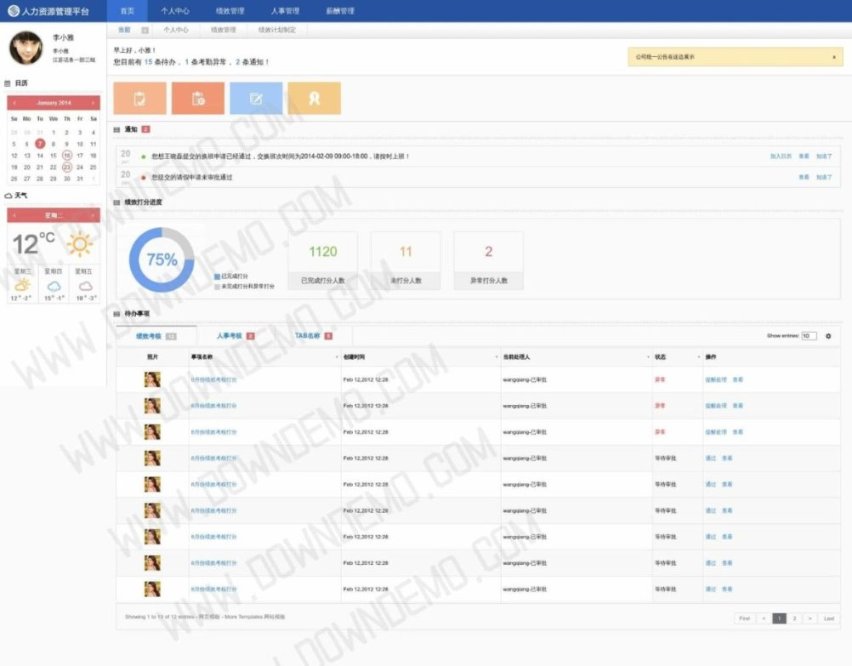 人力资源管理平台 首页 个人中心 绩效管理 人事管理 薪酬管理
当前 个人中心 绩效管理 绩效计划制定
李小雅
李小雅
早上好，小雅！
您目前有 15 条待办，1 条考勤异常，2 条通知！
公司统一公告在这边展示 x
日历
< January 2014 >
Su Mo Tu We Th Fr Sa
29 30 31 1 2 3 4
5 6 7 8 9 10 11
12 13 14 15 16 17 18
19 20 21 22 23 24 25
26 27 28 29 30 31 1
天气
< 星期二 >
12°C
星期三 星期四 星期五
12° -2° 15° -1° 18° -3°
通知 2
20 您想王晓磊提交的换班申请已经通过，交换班次时间为2014-02-09 09:00-18:00，请按时上班！ 加入日历 查看 知道了
20 您提交的请假申请未审批通过 查看 知道了
绩效打分进度
75%
已完成打分
未完成打分和异常打分
1120 已完成打分人数
11 未打分人数
2 异常打分人数
待办事项
绩效考核 12 人事考核 2 TAB名称 5
Show entries: 10
照片 事项名称 创建时间 当前处理人 状态 操作
6月份绩效考核打分 Feb 12,2012 12:28 wangqiang-已审批 异常 提醒处理 查看
6月份绩效考核打分 Feb 12,2012 12:28 wangqiang-已审批 异常 提醒处理 查看
6月份绩效考核打分 Feb 12,2012 12:28 wangqiang-已审批 异常 提醒处理 查看
6月份绩效考核打分 Feb 12,2012 12:28 wangqiang-已审批 等待审批 通过 查看
6月份绩效考核打分 Feb 12,2012 12:28 wangqiang-已审批 等待审批 通过 查看
6月份绩效考核打分 Feb 12,2012 12:28 wangqiang-已审批 等待审批 通过 查看
6月份绩效考核打分 Feb 12,2012 12:28 wangqiang-已审批 等待审批 通过 查看
6月份绩效考核打分 Feb 12,2012 12:28 wangqiang-已审批 等待审批 通过 查看
6月份绩效考核打分 Feb 12,2012 12:28 wangqiang-已审批 等待审批 通过 查看
Showing 1 to 10 of 12 entries - 网页模板 - More Templates 网站模板
First < 1 2 > Last
WWW.DOWNDEMO.COM
WWW.DOWNDEMO.COM
WWW.DOWNDEMO.COM
WWW.DOWNDEMO.COM